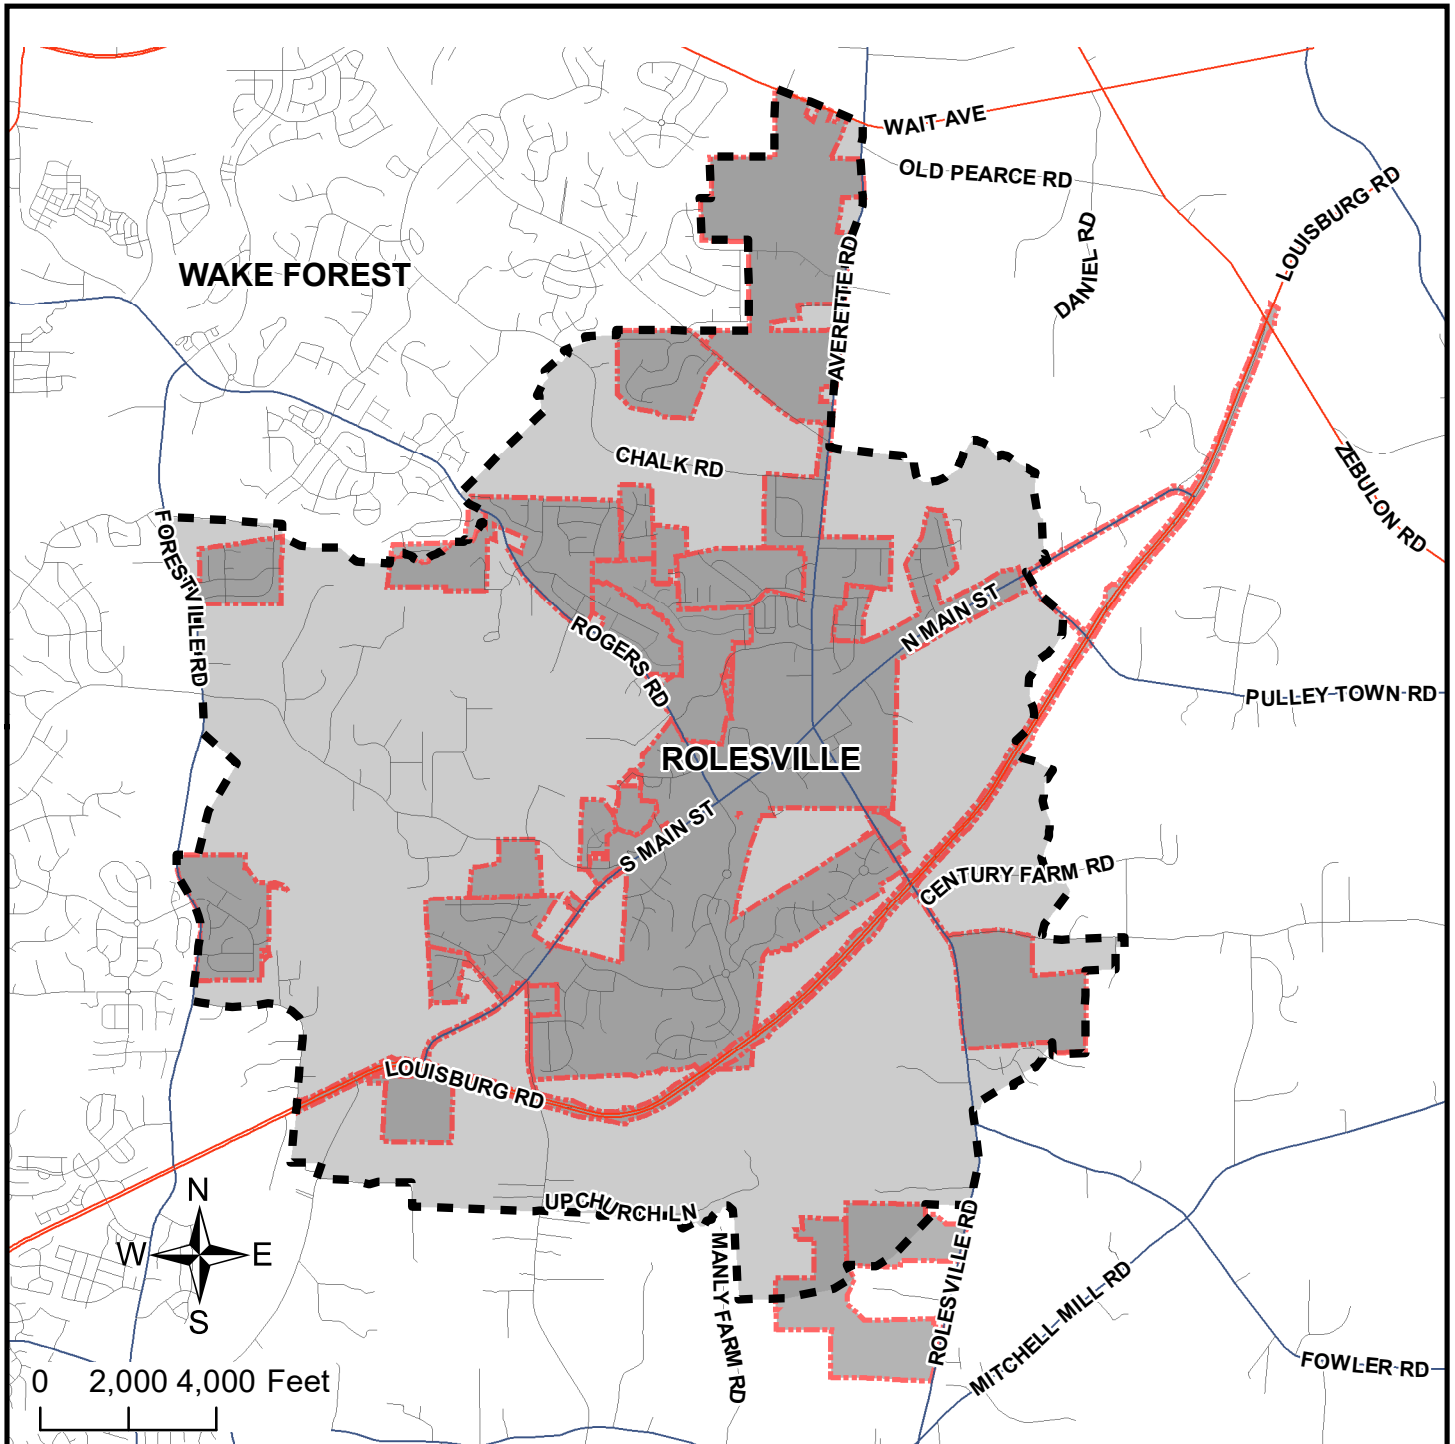 WAIT AVE
OLD PEARCE RD
LOUISBURG RD
DANIEL RD
WAKE FOREST
AVERETTE RD
CHALK RD
ZEBULON RD
FORESTVILLE RD
N MAIN ST
ROGERS RD
PULLEY TOWN RD
ROLESVILLE
S MAIN ST
CENTURY FARM RD
LOUISBURG RD
UPCHURCH LN
MANLY FARM RD
ROLESVILLE RD
MITCHELL MILL RD
FOWLER RD
N
W E
S
0 2,000 4,000 Feet